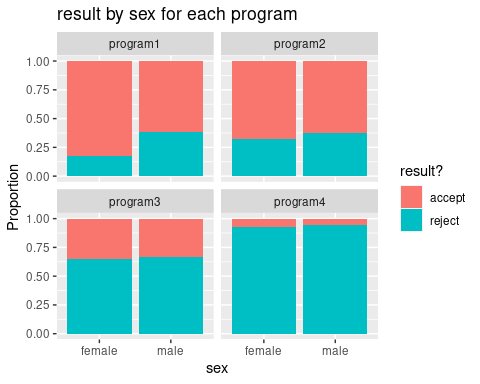 result by sex for each program
program1
program2
1.00
0.75
0.50
0.25
0.00
program3
program4
1.00
0.75
0.50
0.25
0.00
female
male
female
male
sex
Proportion
result?
accept
reject